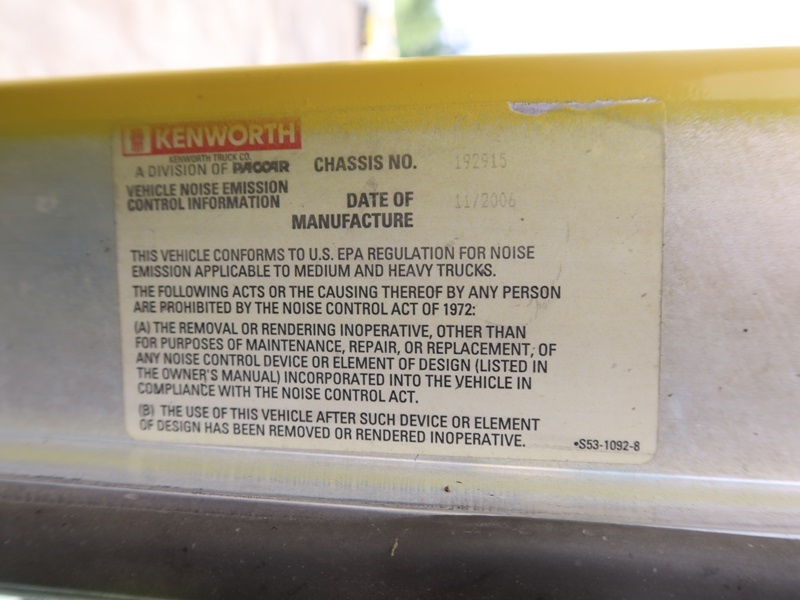 KENWORTH
KENWORTH TRUCK CO.
A DIVISION OF PACCAR
VEHICLE NOISE EMISSION
CONTROL INFORMATION
CHASSIS NO. 192915
DATE OF 11/2006
MANUFACTURE
THIS VEHICLE CONFORMS TO U.S. EPA REGULATION FOR NOISE
EMISSION APPLICABLE TO MEDIUM AND HEAVY TRUCKS.
THE FOLLOWING ACTS OR THE CAUSING THEREOF BY ANY PERSON
ARE PROHIBITED BY THE NOISE CONTROL ACT OF 1972:
(A) THE REMOVAL OR RENDERING INOPERATIVE, OTHER THAN
FOR PURPOSES OF MAINTENANCE, REPAIR, OR REPLACEMENT, OF
ANY NOISE CONTROL DEVICE OR ELEMENT OF DESIGN (LISTED IN
THE OWNER'S MANUAL) INCORPORATED INTO THE VEHICLE IN
COMPLIANCE WITH THE NOISE CONTROL ACT.
(B) THE USE OF THIS VEHICLE AFTER SUCH DEVICE OR ELEMENT
OF DESIGN HAS BEEN REMOVED OR RENDERED INOPERATIVE.
•S53-1092-8